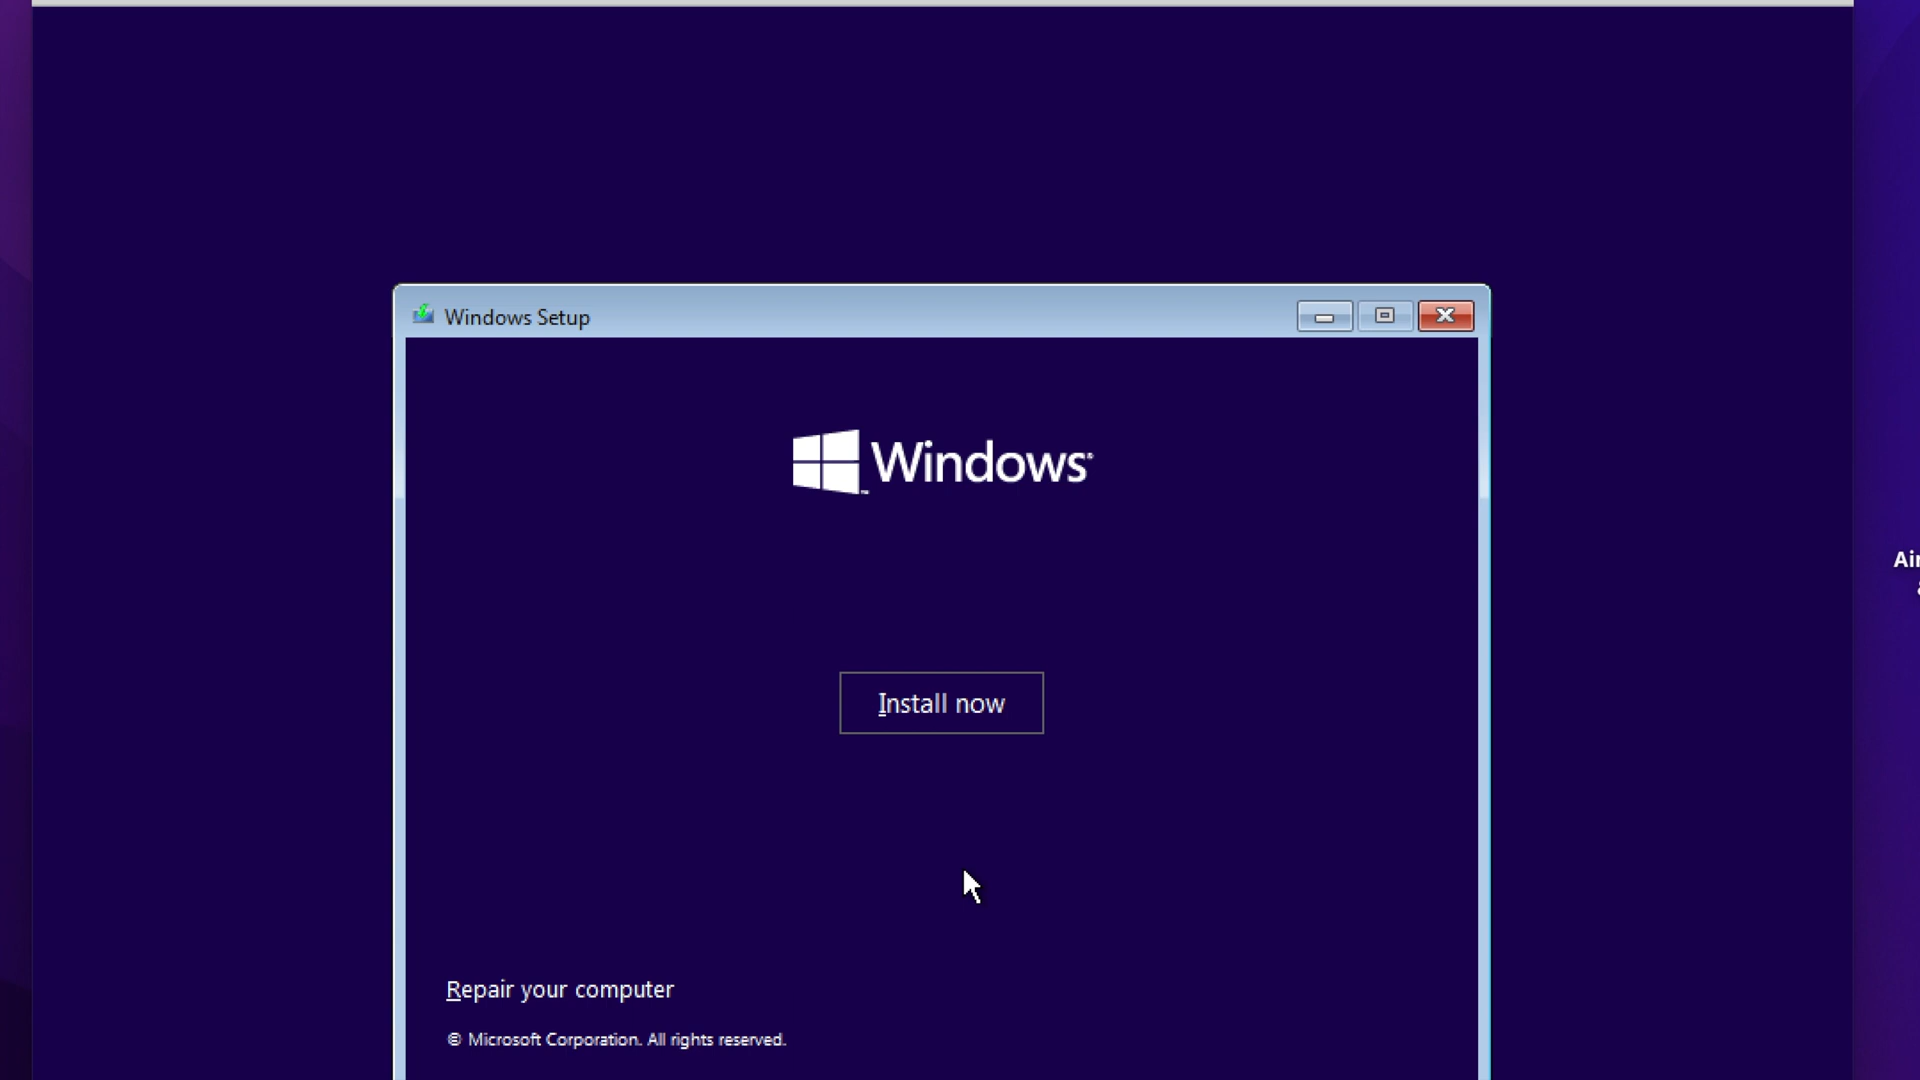 Windows Setup
Windows
Install now
Repair your computer
© Microsoft Corporation. All rights reserved.